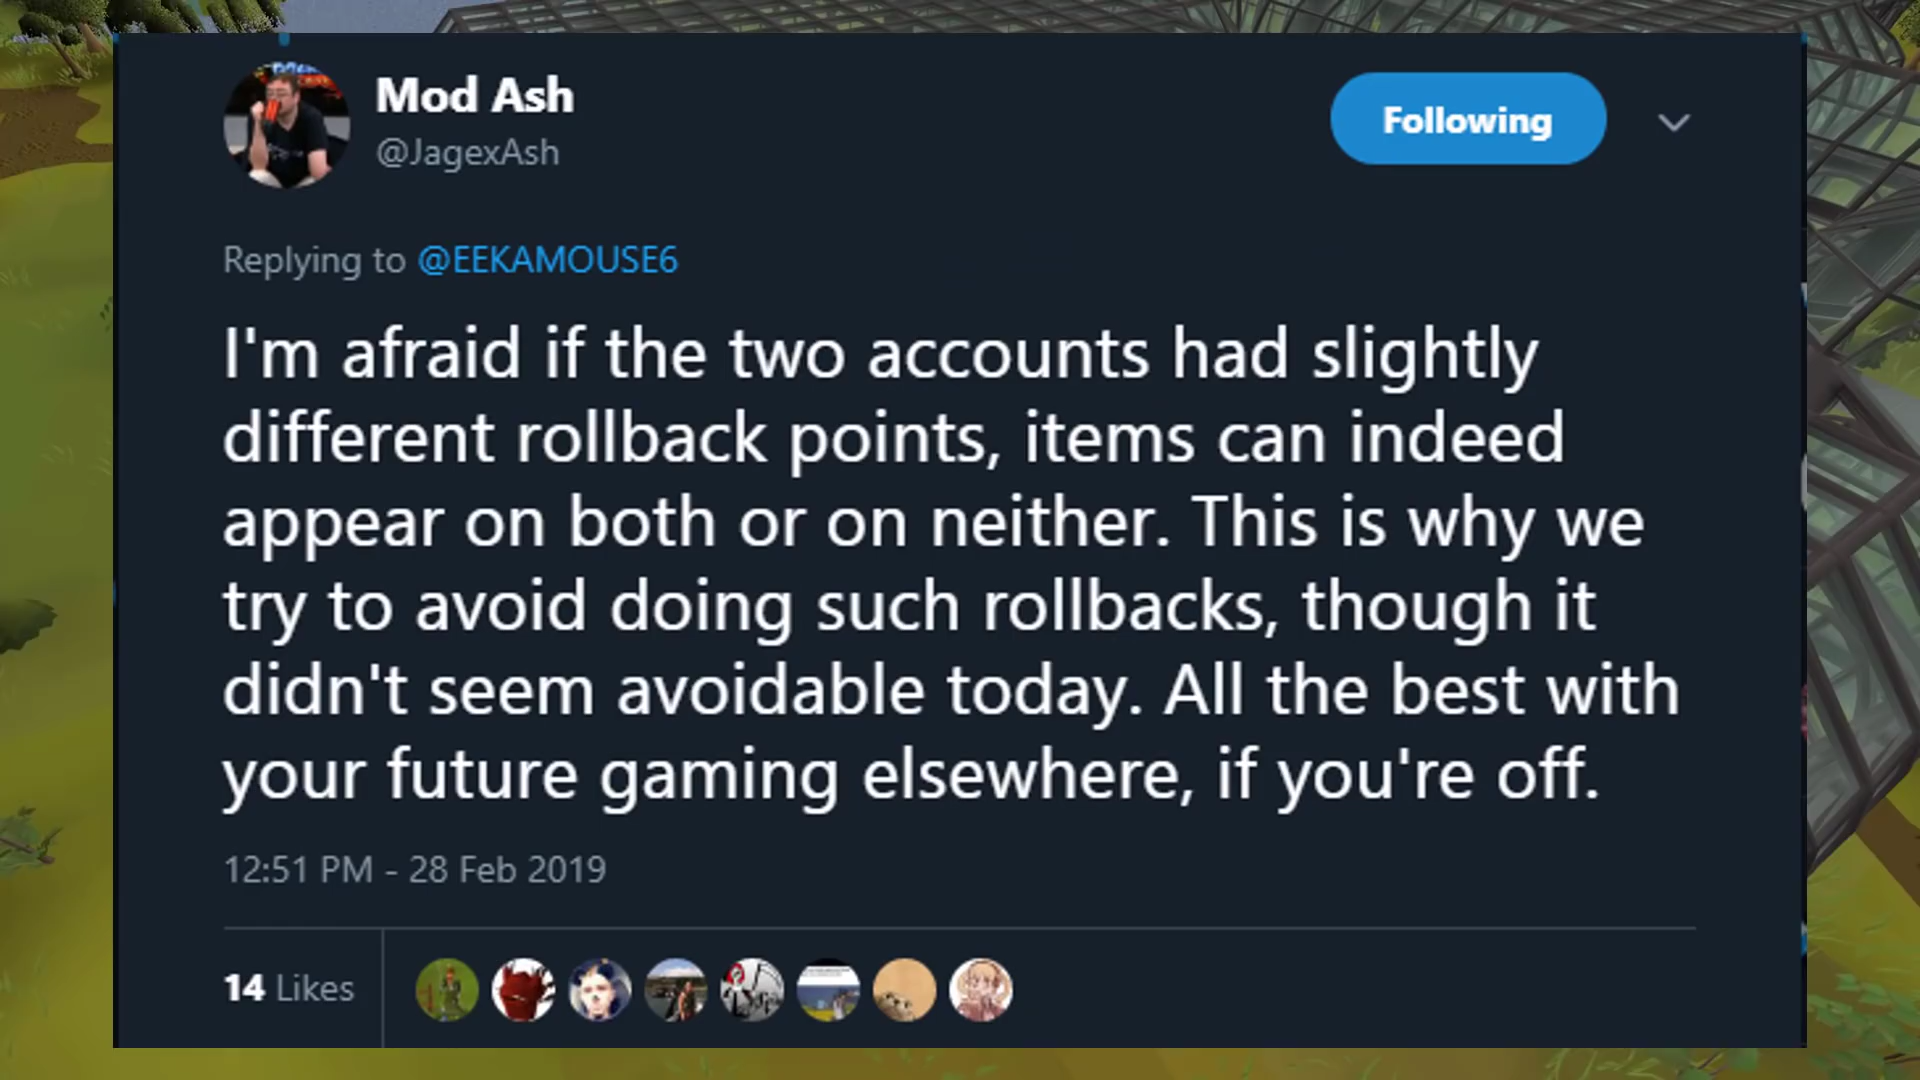 Mod Ash
@JagexAsh
Following
Replying to @EEKAMOUSE6
I'm afraid if the two accounts had slightly
different rollback points, items can indeed
appear on both or on neither. This is why we
try to avoid doing such rollbacks, though it
didn't seem avoidable today. All the best with
your future gaming elsewhere, if you're off.
12:51 PM - 28 Feb 2019
14 Likes